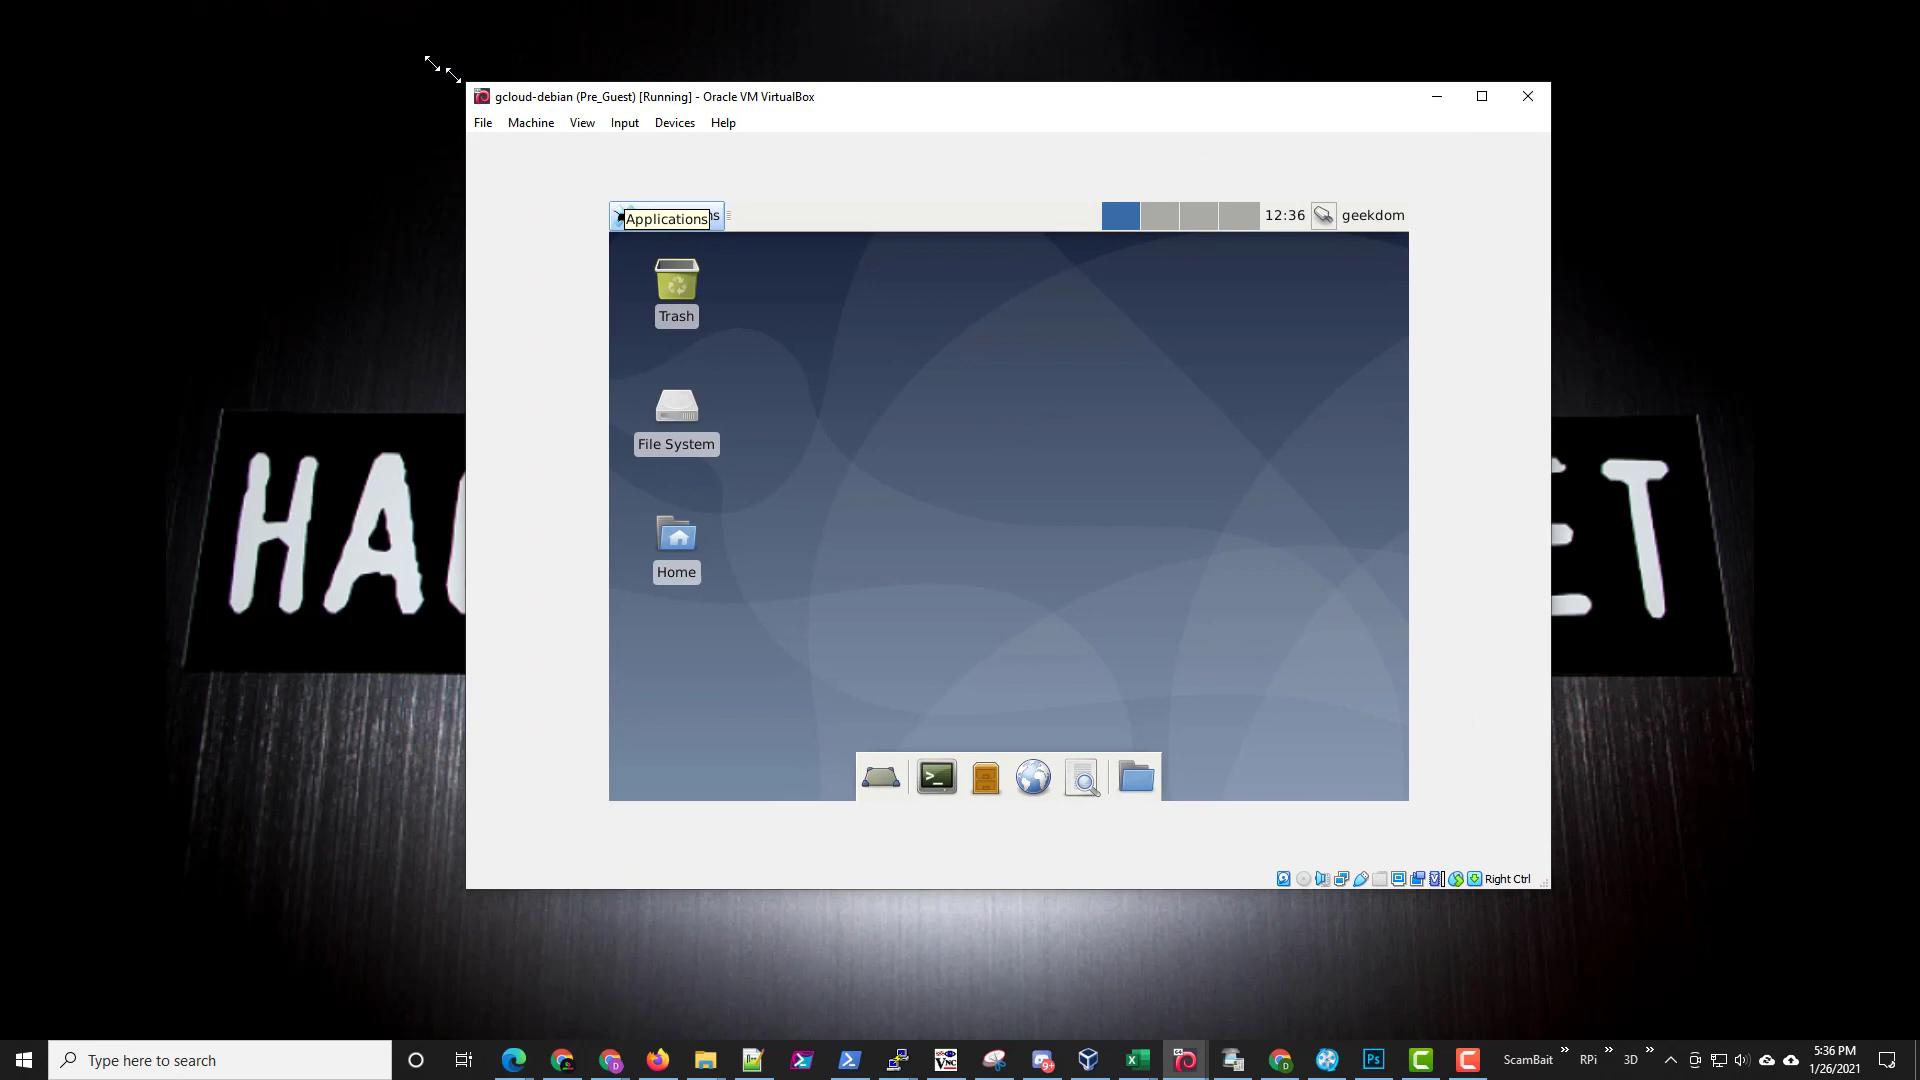 gcloud-debian (Pre_Guest) [Running] - Oracle VM VirtualBox
File Machine View Input Devices Help
Applications
12:36 geekdom
Trash
File System
Home
HA
ET
Right Ctrl
Type here to search
9+
Ps
ScamBait
RPi
3D
5:36 PM
1/26/2021